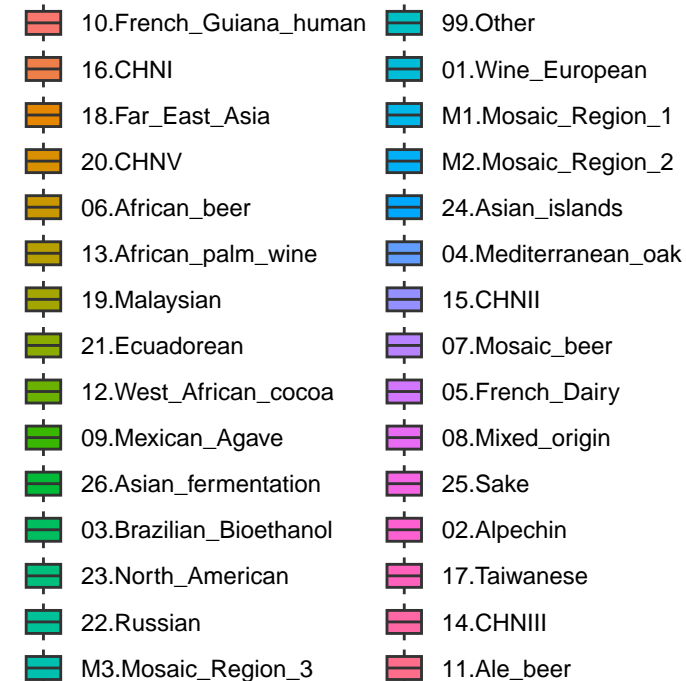 10.French_Guiana_human
16.CHNI
18.Far_East_Asia
20.CHNV
06.African_beer
13.African_palm_wine
19.Malaysian
21.Ecuadorean
12.West_African_cocoa
09.Mexican_Agave
26.Asian_fermentation
03.Brazilian_Bioethanol
23.North_American
22.Russian
M3.Mosaic_Region_3
99.Other
01.Wine_European
M1.Mosaic_Region_1
M2.Mosaic_Region_2
24.Asian_islands
04.Mediterranean_oak
15.CHNII
07.Mosaic_beer
05.French_Dairy
08.Mixed_origin
25.Sake
02.Alpechin
17.Taiwanese
14.CHNIII
11.Ale_beer